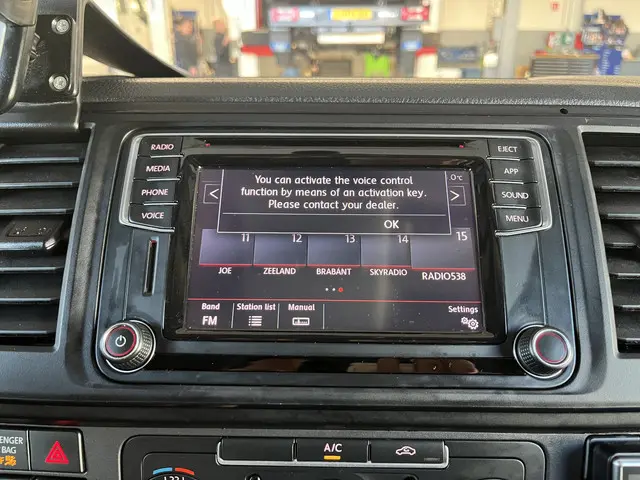 RADIO
MEDIA
PHONE
VOICE
EJECT
APP
SOUND
MENU
You can activate the voice control
function by means of an activation key.
Please contact your dealer.
OK
.0°C
< >
11 12 13 14 15
JOE ZEELAND BRABANT SKYRADIO RADIO538
Band Station list Manual Settings
FM
ENGER
BAG
A/C
22